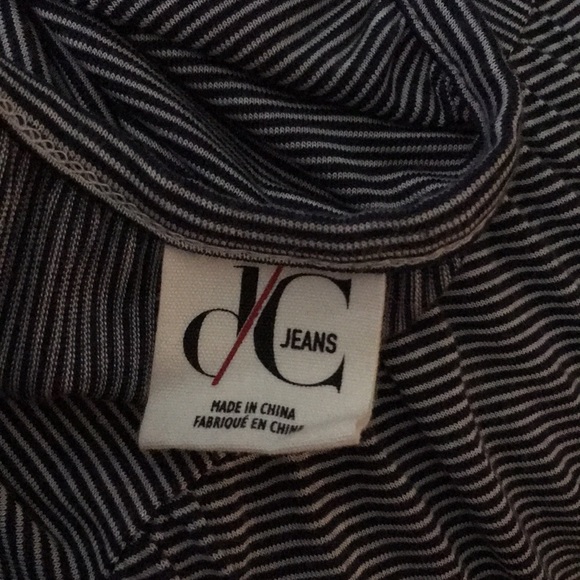 d/C
JEANS
MADE IN CHINA
FABRIQUÉ EN CHINE